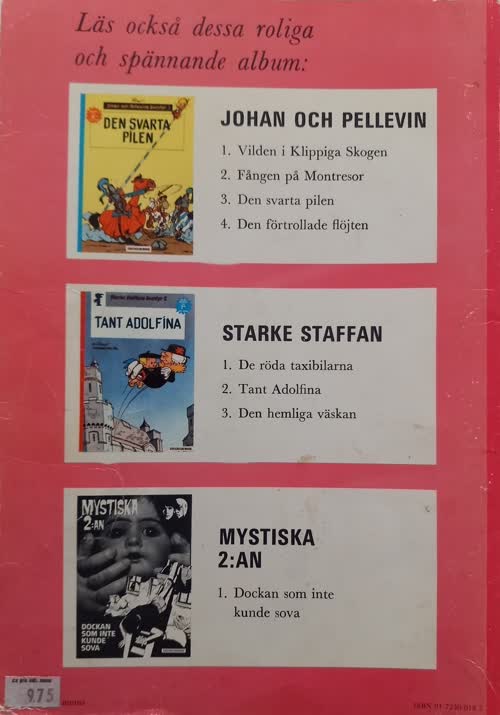 Läs också dessa roliga
och spännande album:
DEN SVARTA
PILEN
JOHAN OCH PELLEVIN
1. Vilden i Klippiga Skogen
2. Fången på Montresor
3. Den svarta pilen
4. Den förtrollade flöjten
TANT ADOLFINA
STARKE STAFFAN
1. De röda taxibilarna
2. Tant Adolfina
3. Den hemliga väskan
MYSTISKA
2:AN
DOCKAN
SOM INTE
KUNDE
SOVA
MYSTISKA
2:AN
1. Dockan som inte
kunde sova
975